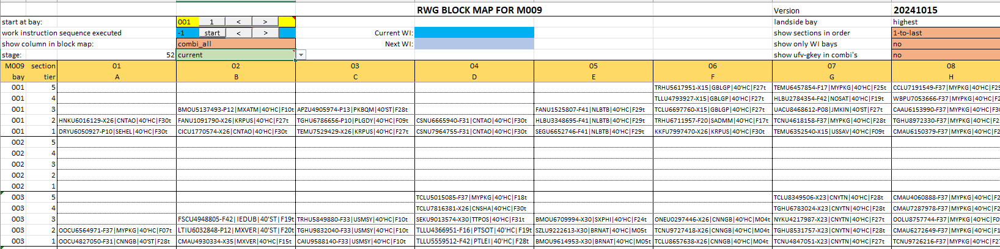 RWG BLOCK MAP FOR M009 Version 20241015
start at bay: 001 1 < > landside bay highest
work instruction sequence executed -1 start < > Current WI: show sections in order 1-to-last
show column in block map: combi_all Next WI: show only WI bays no
stage: 52 current show ufv-gkey in combi's no
M009 section 01 02 03 04 05 06 07 08
bay tier A B C D E F G H
001 5 TRHU5617951-X15|GBLGP|40'HC|F27t TEMU6457854-F17|MYPKG|40'HC|F25t CCLU7191549-F37|MYPKG|40'HC|F29
001 4 TLLU4793927-X15|GBLGP|40'HC|F27t HLBU2784354-F42|NOSAT|40'HC|F19t WBPU7053666-F37|MYPKG|40'HC|F2
001 3 BMOU5137493-P12|MXATM|40'HC|F10t APZU4905974-P13|PKBQM|40'ST|F28t FANU1525807-F41|NLBTB|40'HC|F29t TCLU6697760-X15|GBLGP|40'HC|F27t UACU8468612-P08|JMKIN|40'ST|F27t CAAU6153990-F37|MYPKG|40'HC|F30
001 2 HNKU6016129-X26|CNTAO|40'HC|F30t FANU1091790-X26|KRPUS|40'HC|F27t TGHU6786656-P10|PLGDY|40'HC|F09t CSNU6665940-F31|CNTAO|40'HC|F30t HLBU3348695-F41|NLBTB|40'HC|F29t TRHU6711957-F20|SADMM|40'HC|F17t TCNU4618158-F37|MYPKG|40'HC|F28t TGHU8972330-F37|MYPKG|40'HC|F2
001 1 DRYU6050927-P10|SEHEL|40'HC|F30t CICU1770574-X26|CNTAO|40'HC|F30t TEMU7529429-X26|KRPUS|40'HC|F27t CSNU7964755-F31|CNTAO|40'HC|F30t SEGU6652746-F41|NLBTB|40'HC|F29t KKFU7997470-X26|KRPUS|40'HC|F30t TEMU6352540-X15|USSAV|40'HC|F09t CMAU6150379-F37|MYPKG|40'HC|F2
002 5
002 4
002 3
002 2
002 1
003 5 TCLU5015085-F37|MYPKG|40'HC|F18t TCLU8349506-X23|CNYTN|40'HC|F28t CMAU4060888-F37|MYPKG|40'HC|F2
003 4 TCLU7816381-X26|CNSHA|40'HC|F30t TGHU6783024-X23|CNYTN|40'HC|F28t CMAU7287978-F37|MYPKG|40'HC|F2
003 3 FSCU4948805-F42|IEDUB|40'ST|F19t TRHU5849880-F33|USMSY|40'HC|F10t SEKU9013574-X30|TTPOS|40'HC|F31t BMOU6709994-X30|SXPHI|40'HC|F24t ONEU0297446-X26|CNNGB|40'HC|M04t NYKU4217987-X23|CNYTN|40'HC|F27t OOLU8757744-F37|MYPKG|40'HC|F0
003 2 OOCU6564971-F37|MYPKG|40'HC|F07t LTIU6032848-P12|MXVER|40'ST|F20t TGHU9832040-F33|USMSY|40'HC|F10t TLLU4366951-F16|PTSOT|40'HC|F19t SZLU9222613-X30|BRNAT|40'HC|M05t TCNU9727418-X26|CNNGB|40'HC|M04t TGHU8531757-X23|CNYTN|40'HC|F28t CMAU6272649-F37|MYPKG|40'HC|F2
003 1 OOCU4827050-F31|CNNGB|40'ST|F28t CMAU4930334-X35|MXVER|40'HC|F15t CAIU9588140-F33|USMSY|40'HC|F10t TLLU5559512-F42|PTLEI|40'HC|F28t BMOU9614953-X30|BRNAT|40'HC|M05t TCLU8657638-X26|CNNGB|40'HC|M04t TCNU4847051-X23|CNYTN|40'HC|F27t TCNU9726216-F37|MYPKG|40'HC|F2